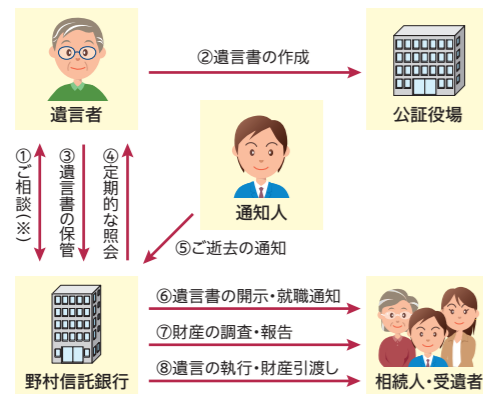 ②遺言書の作成
遺言者
公証役場
①ご相談(※)
③遺言書の保管
④定期的な照会
通知人
⑤ご逝去の通知
⑥遺言書の開示・就職通知
⑦財産の調査・報告
⑧遺言の執行・財産引渡し
野村信託銀行
相続人・受遺者